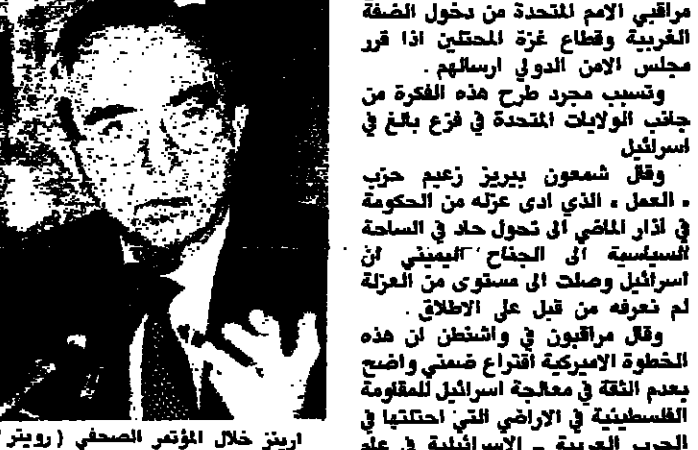 مراقبي الامم المتحدة من دخول الضفة
الغربية وقطاع غزة المحتلين اذا قرر
مجلس الامن الدولي ارسالهم .
وتسبب مجرد طرح هذه الفكرة من
جانب الولايات المتحدة في فزع بالغ في
اسرائيل
وقال شمعون بيريز زعيم حزب
« العمل » الذي ادى عزله من الحكومة
في اذار الماضي الى تحول حاد في الساحة
السياسية الى الجناح اليميني ان
اسرائيل وصلت الى مستوى من العزلة
لم نعرفه من قبل على الاطلاق .
وقال مراقبون في واشنطن ان هذه
الخطوة الاميركية اقتراع ضمني واضح
بعدم الثقة في معالجة اسرائيل للمقاومة
الفلسطينية في الاراضي التي احتلتها في
الحرب العربية - الاسرائيلية في عام
ارينز خلال المؤتمر الصحفي ( رويتر